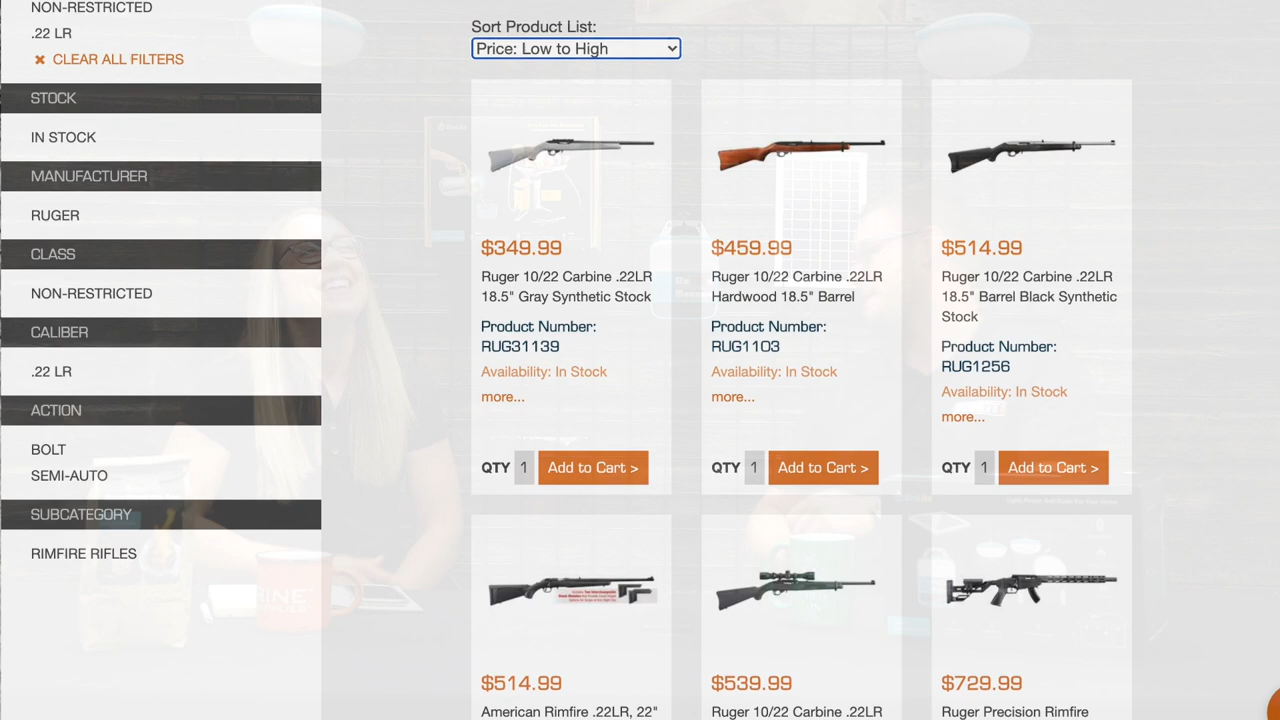 NON-RESTRICTED
.22 LR
✖ CLEAR ALL FILTERS
STOCK
IN STOCK
MANUFACTURER
RUGER
CLASS
NON-RESTRICTED
CALIBER
.22 LR
ACTION
BOLT
SEMI-AUTO
SUBCATEGORY
RIMFIRE RIFLES
Sort Product List:
Price: Low to High
$349.99
Ruger 10/22 Carbine .22LR
18.5" Gray Synthetic Stock
Product Number:
RUG31139
Availability: In Stock
more...
QTY 1 Add to Cart >
$459.99
Ruger 10/22 Carbine .22LR
Hardwood 18.5" Barrel
Product Number:
RUG1103
Availability: In Stock
more...
QTY 1 Add to Cart >
$514.99
Ruger 10/22 Carbine .22LR
18.5" Barrel Black Synthetic
Stock
Product Number:
RUG1256
Availability: In Stock
more...
QTY 1 Add to Cart >
$514.99
American Rimfire .22LR, 22"
$539.99
Ruger 10/22 Carbine .22LR
$729.99
Ruger Precision Rimfire